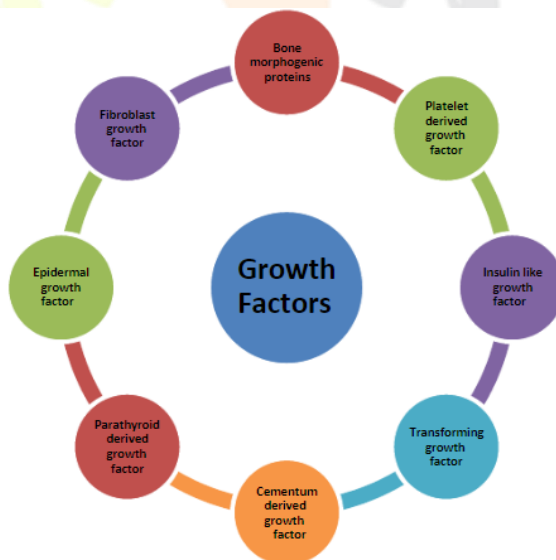 Bone
morphogenic
proteins
Platelet
derived
growth
factor
Insulin like
growth
factor
Transforming
growth
factor
Cementum
derived
growth
factor
Parathyroid
derived
growth
factor
Epidermal
growth
factor
Fibroblast
growth
factor
Growth
Factors